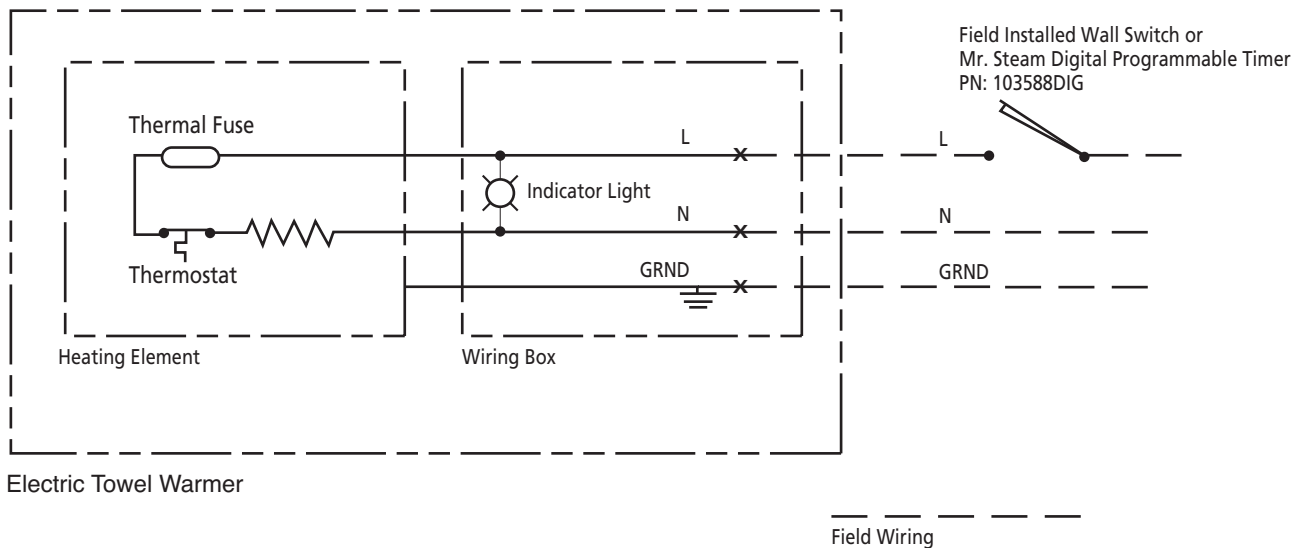 Field Installed Wall Switch or
Mr. Steam Digital Programmable Timer
PN: 103588DIG
Thermal Fuse
L
L
Indicator Light
N
N
Thermostat
GRND
GRND
Heating Element
Wiring Box
Electric Towel Warmer
Field Wiring